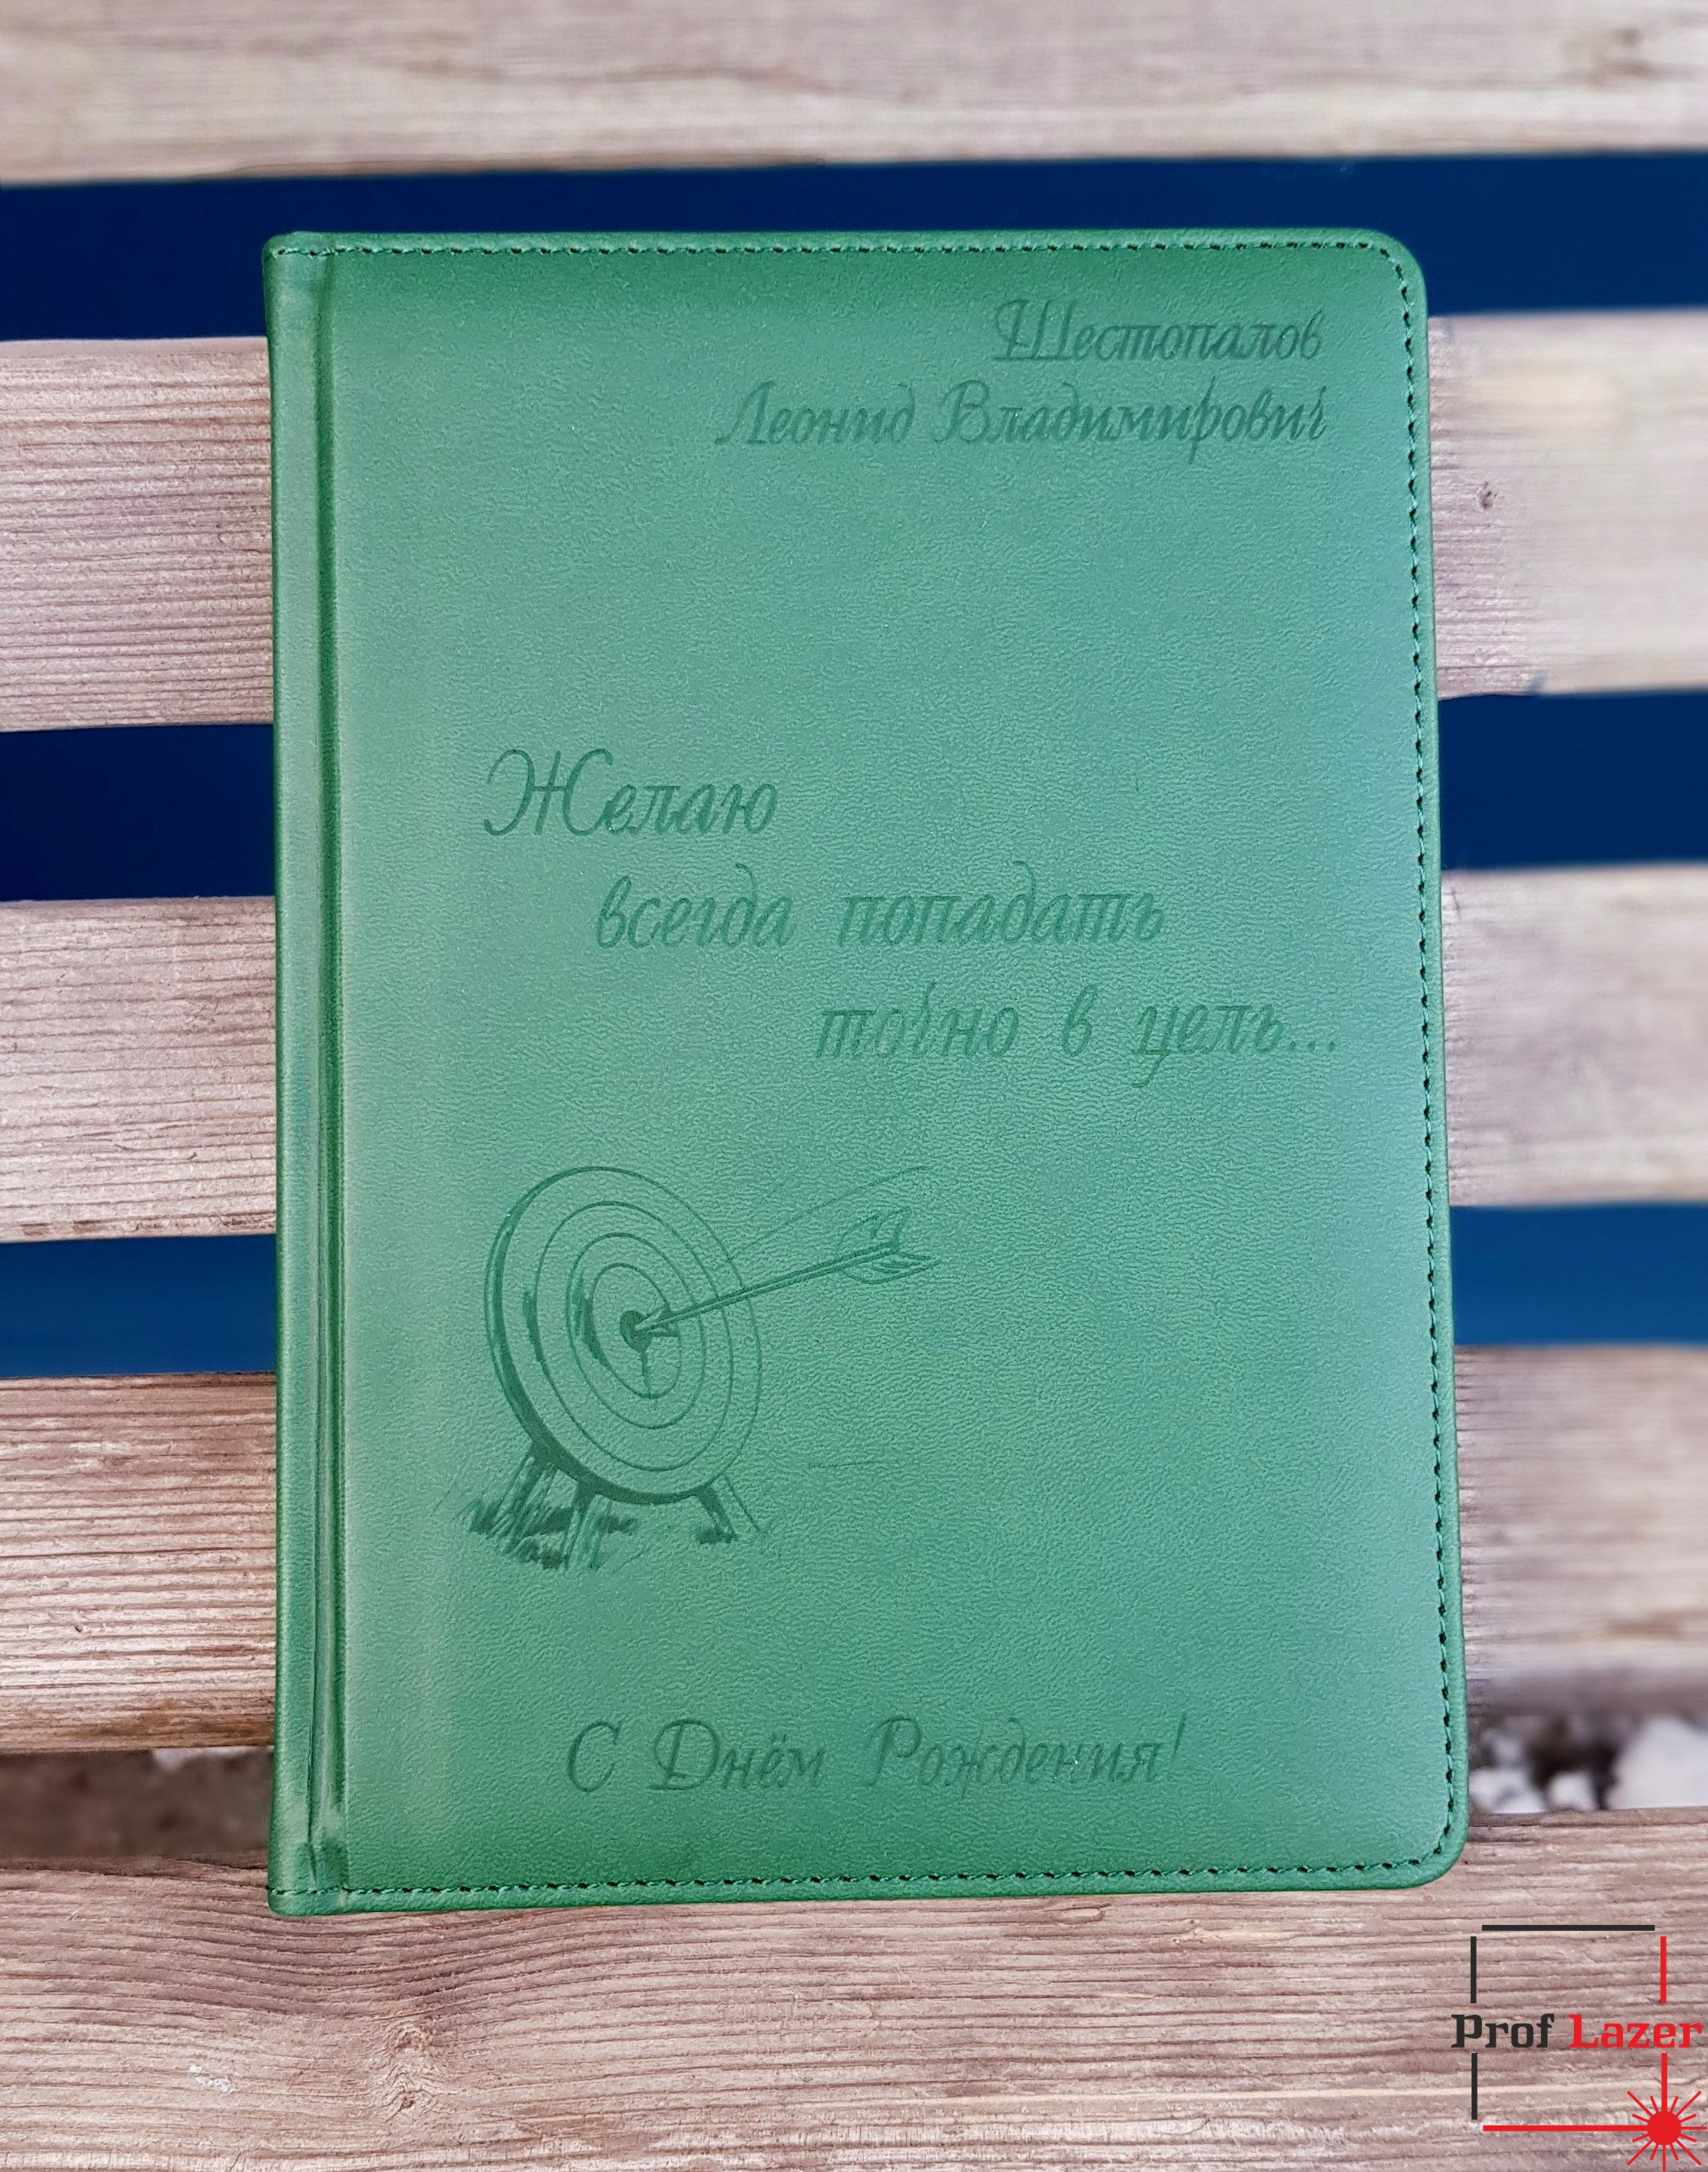 Шестопалов
Леонид Владимирович
Желаю
всегда попадать
точно в цель...
С Днём Рождения!
Prof Lazer